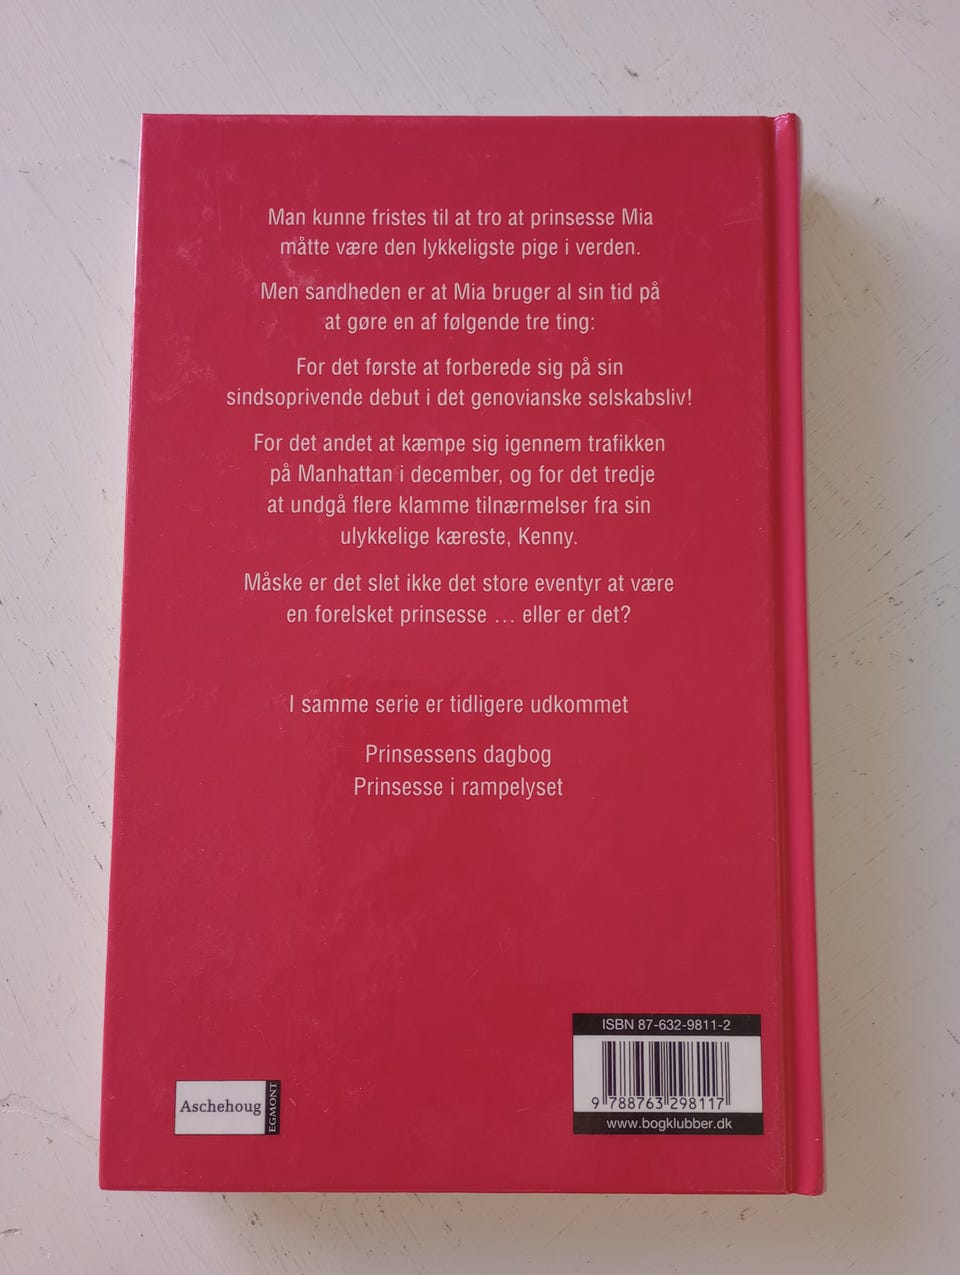 Man kunne fristes til at tro at prinsesse Mia
måtte være den lykkeligste pige i verden.
Men sandheden er at Mia bruger al sin tid på
at gøre en af følgende tre ting:
For det første at forberede sig på sin
sindsoprivende debut i det genovianske selskabsliv!
For det andet at kæmpe sig igennem trafikken
på Manhattan i december, og for det tredje
at undgå flere klamme tilnærmelser fra sin
ulykkelige kæreste, Kenny.
Måske er det slet ikke det store eventyr at være
en forelsket prinsesse … eller er det?
I samme serie er tidligere udkommet
Prinsessens dagbog
Prinsesse i rampelyset
Aschehoug
EGMONT
ISBN 87-632-9811-2
9 788763 298117
www.bogklubber.dk